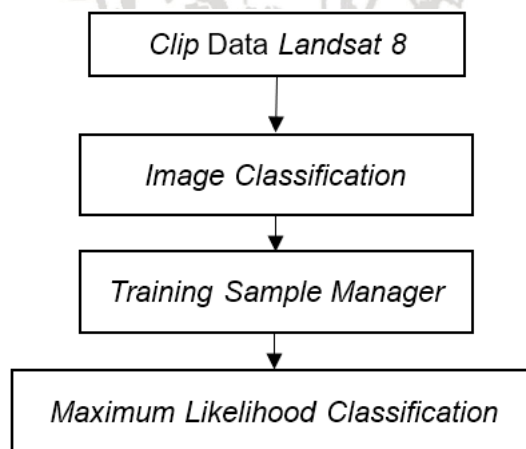 Clip Data Landsat 8
Image Classification
Training Sample Manager
Maximum Likelihood Classification